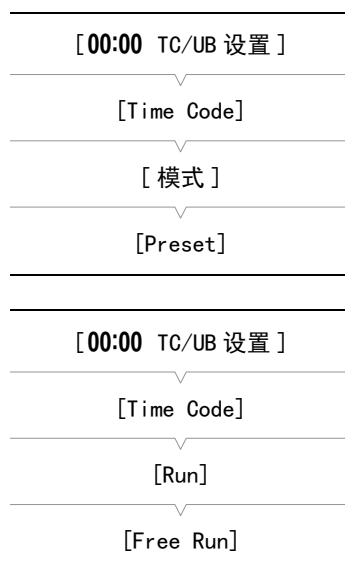 [00:00 TC/UB 设置]
[Time Code]
[模式]
[Preset]
[00:00 TC/UB 设置]
[Time Code]
[Run]
[Free Run]